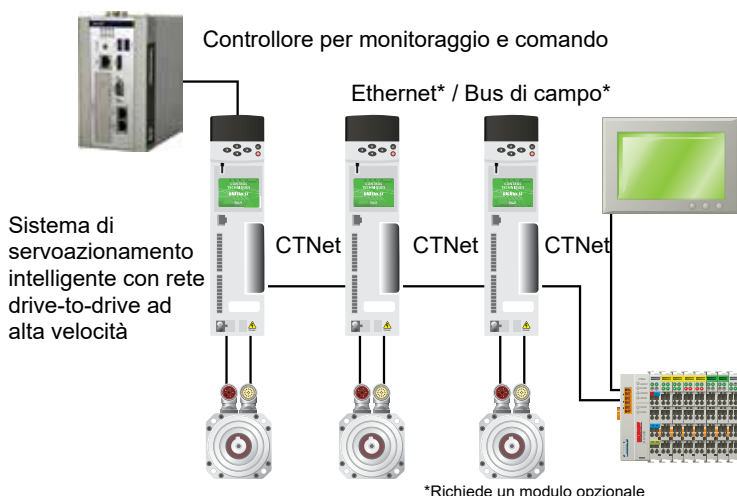 Controllore per monitoraggio e comando
Ethernet* / Bus di campo*
Sistema di
servoazionamento
intelligente con rete
drive-to-drive ad
alta velocità
CTNet
CTNet
CTNet
*Richiede un modulo opzionale